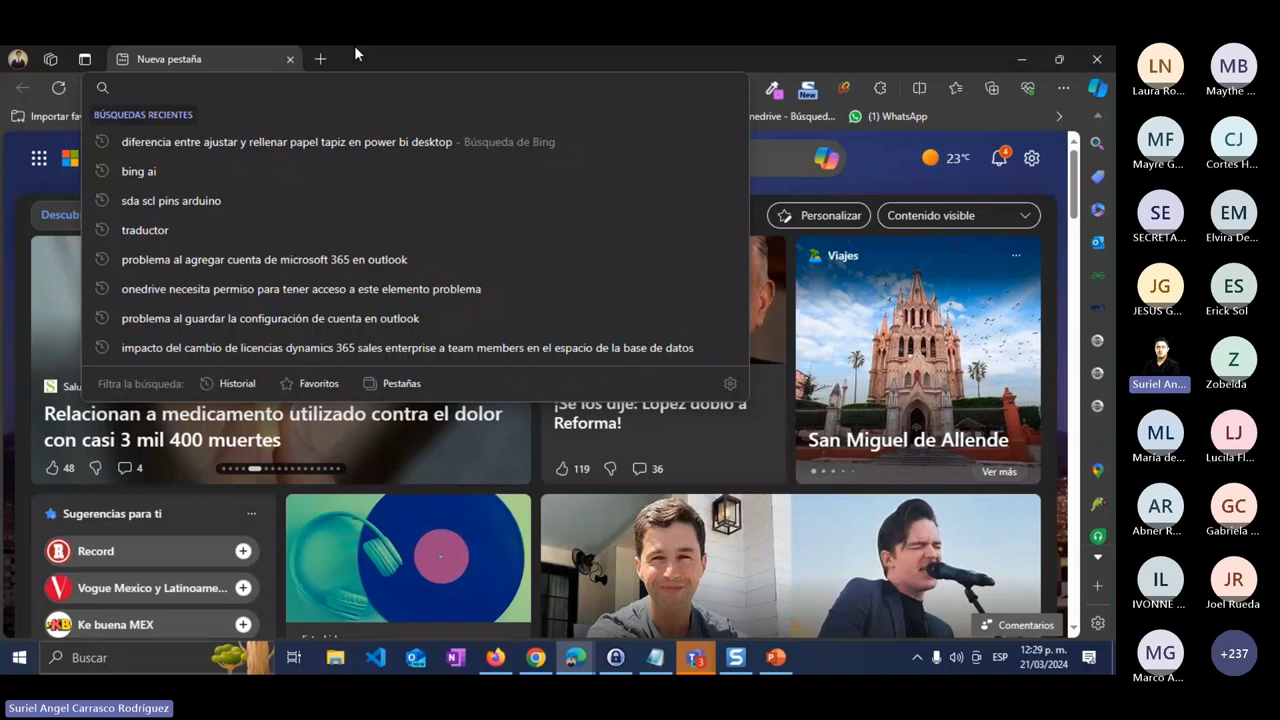 Nueva pestaña
New
Importar fav
nedrive - Búsqued...
(1) WhatsApp
BÚSQUEDAS RECIENTES
diferencia entre ajustar y rellenar papel tapiz en power bi desktop - Búsqueda de Bing
bing ai
sda scl pins arduino
traductor
problema al agregar cuenta de microsoft 365 en outlook
onedrive necesita permiso para tener acceso a este elemento problema
problema al guardar la configuración de cuenta en outlook
impacto del cambio de licencias dynamics 365 sales enterprise a team members en el espacio de la base de datos
Filtra la búsqueda:
Historial
Favoritos
Pestañas
23°C
4
Descub
Personalizar
Contenido visible
Viajes
San Miguel de Allende
Ver más
Salu
Relacionan a medicamento utilizado contra el dolor
con casi 3 mil 400 muertes
48
4
¡Se los dije: López dobló a
Reforma!
119
36
Sugerencias para ti
Record
Vogue Mexico y Latinoame...
Ke buena MEX
Comentarios
Buscar
3
ESP
12:29 p. m.
21/03/2024
LN
Laura Ro...
MB
Maythe ...
MF
Mayre G...
CJ
Cortes H...
SE
SECRETA...
EM
Elvira De...
JG
JESUS G...
ES
Erick Sol
Suriel An...
Z
Zobeida
ML
María de...
LJ
Lucila Fl...
AR
Abner R...
GC
Gabriela ...
IL
IVONNE ...
JR
Joel Rueda
MG
Marco A...
+237
Suriel Angel Carrasco Rodríguez